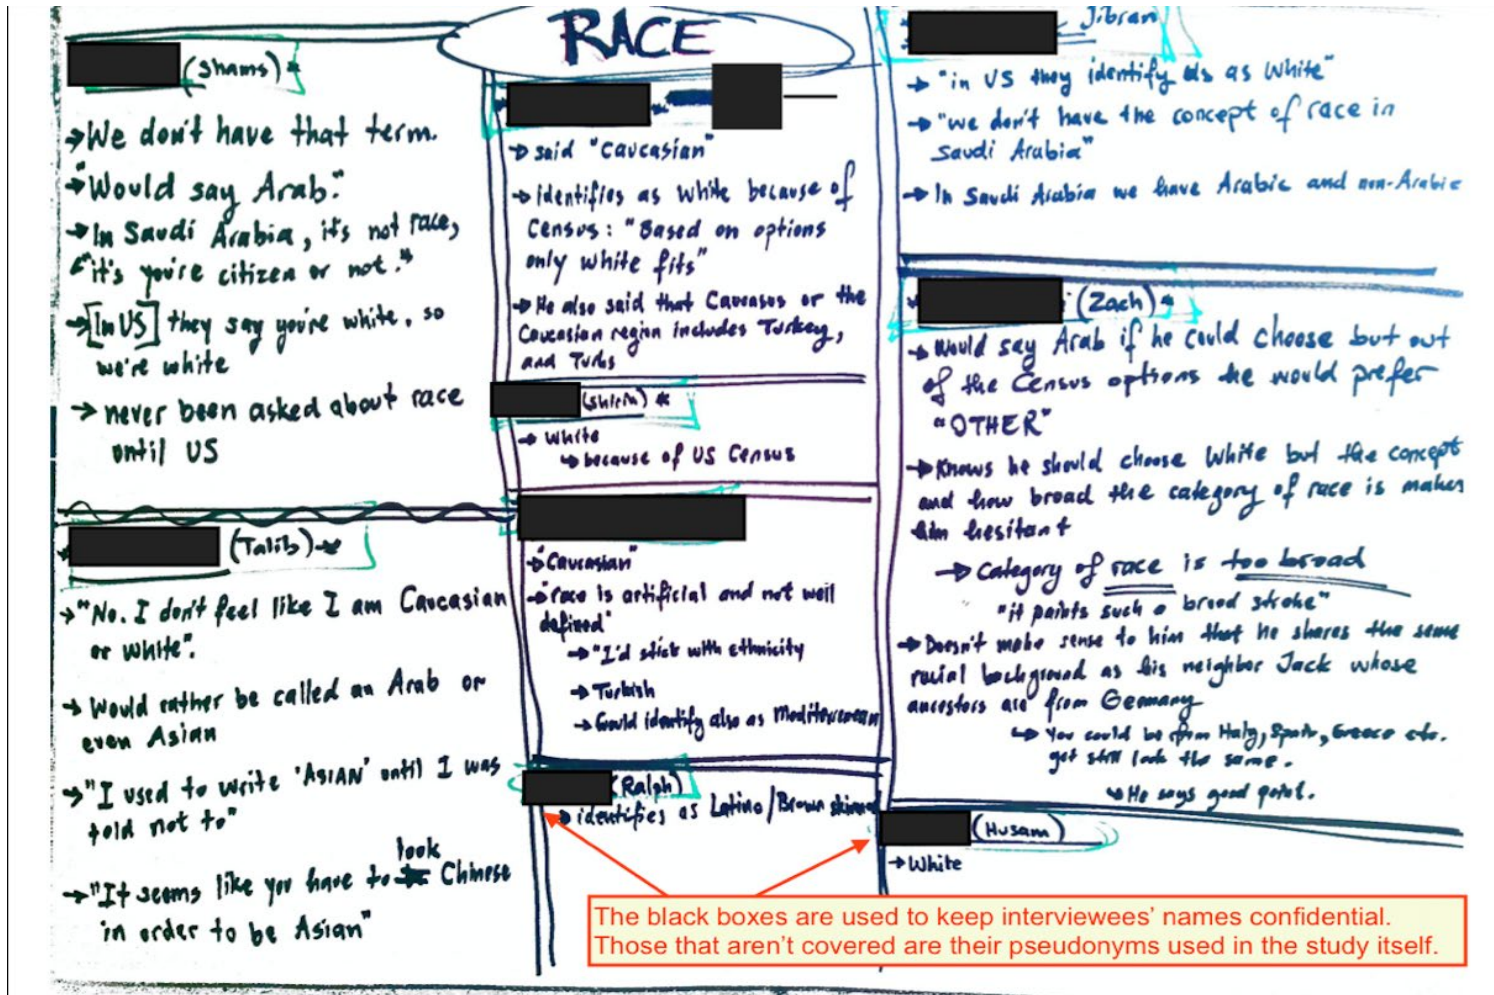 RACE
(Shams)
→ We don't have that term.
→ "Would say Arab."
→ In Saudi Arabia, it's not race,
"it's you're citizen or not."
→ [In US] they say you're white, so
we're white
→ never been asked about race
until US
(Talib)
→ "No. I don't feel like I am Caucasian
or white".
→ Would rather be called an Arab or
even Asian
→ "I used to write 'ASIAN' until I was
told not to"
→ "It seems like you have to look Chinese
in order to be Asian"
→ said "Caucasian"
→ identifies as white because of
Census: "Based on options
only white fits"
→ He also said that Caucasus or the
Caucasian region includes Turkey,
and Turks
(Shirin)
→ White
↳ because of US Census
→ "Caucasian"
→ "race is artificial and not well
defined"
→ "I'd stick with ethnicity
→ Turkish
→ Could identify also as Mediterranean
(Ralph)
→ identifies as Latino/Brown skinned
Jibran
→ "in US they identify us as White"
→ "we don't have the concept of race in
Saudi Arabia"
→ In Saudi Arabia we have Arabic and non-Arabic
(Zach)
→ Would say Arab if he could choose but out
of the Census options he would prefer
"OTHER"
→ Knows he should choose White but the concept
and how broad the category of race is makes
him hesitant
→ Category of race is too broad
"it paints such a broad stroke"
→ Doesn't make sense to him that he shares the same
racial background as his neighbor Jack whose
ancestors are from Germany
↳ You could be from Italy, Spain, Greece etc.
yet still look the same.
↳ He says good point.
(Husam)
→ White
The black boxes are used to keep interviewees' names confidential.
Those that aren't covered are their pseudonyms used in the study itself.